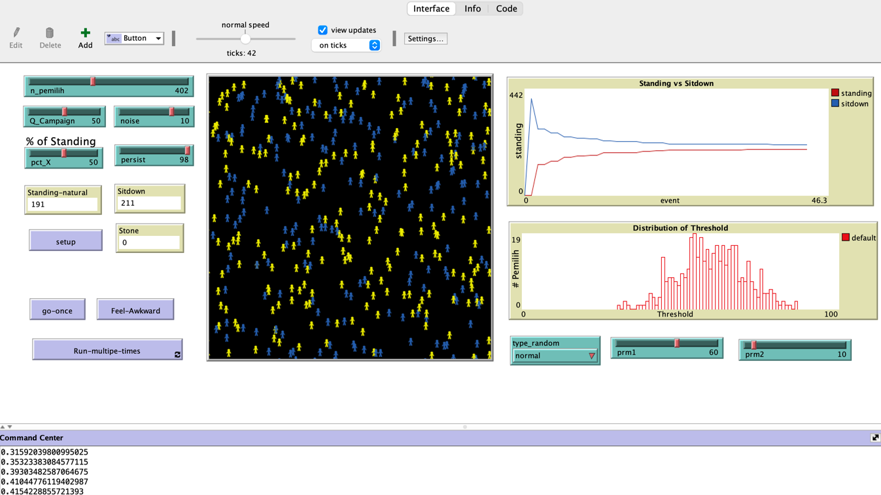 Interface Info Code
Edit Delete Add abc Button
normal speed
ticks: 42
view updates
on ticks
Settings...
n_pemilih 402
Q_Campaign 50
noise 10
% of Standing
pct_X 50
persist 98
Standing-natural
191
Sitdown
211
Stone
0
setup
go-once
Feel-Awkward
Run-multipe-times
Standing vs Sitdown
442
standing
0
0
event
46.3
standing
sitdown
Distribution of Threshold
19
# Pemilih
0
0
Threshold
100
default
type_random
normal
prm1 60
prm2 10
Command Center
0.31592039800995025
0.35323383084577115
0.39303482587064675
0.41044776119402987
0.4154228855721393